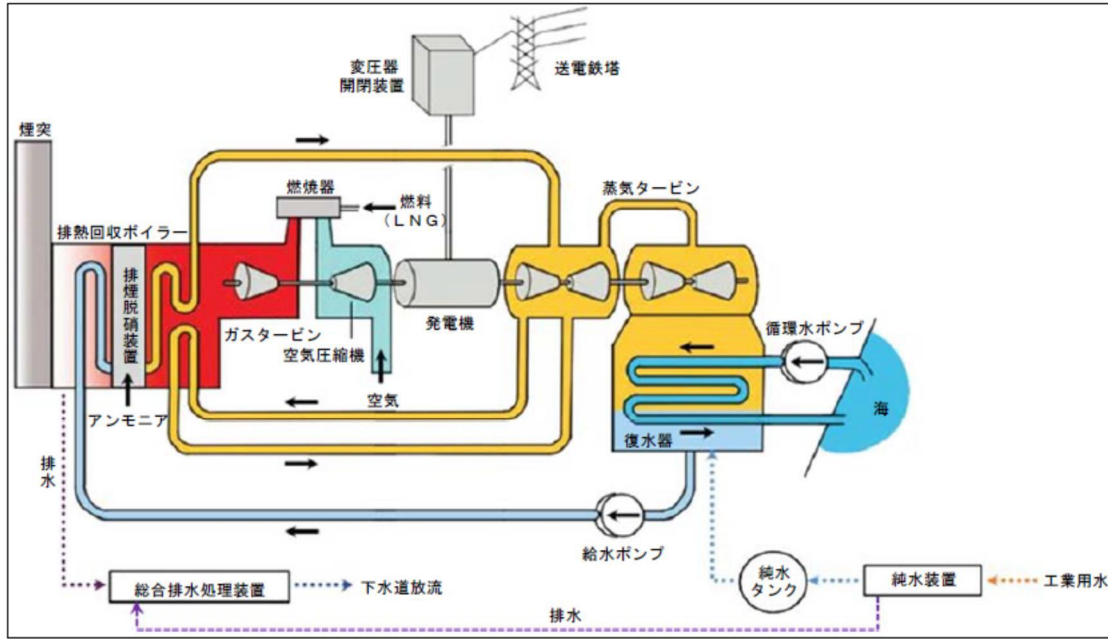 変圧器
開閉装置
送電鉄塔
煙突
燃焼器
燃料
(LNG)
蒸気タービン
排熱回収ボイラー
排煙脱硝装置
ガスタービン
空気圧縮機
発電機
循環水ポンプ
海
空気
アンモニア
復水器
排水
給水ポンプ
総合排水処理装置
下水道放流
純水
タンク
純水装置
工業用水
排水